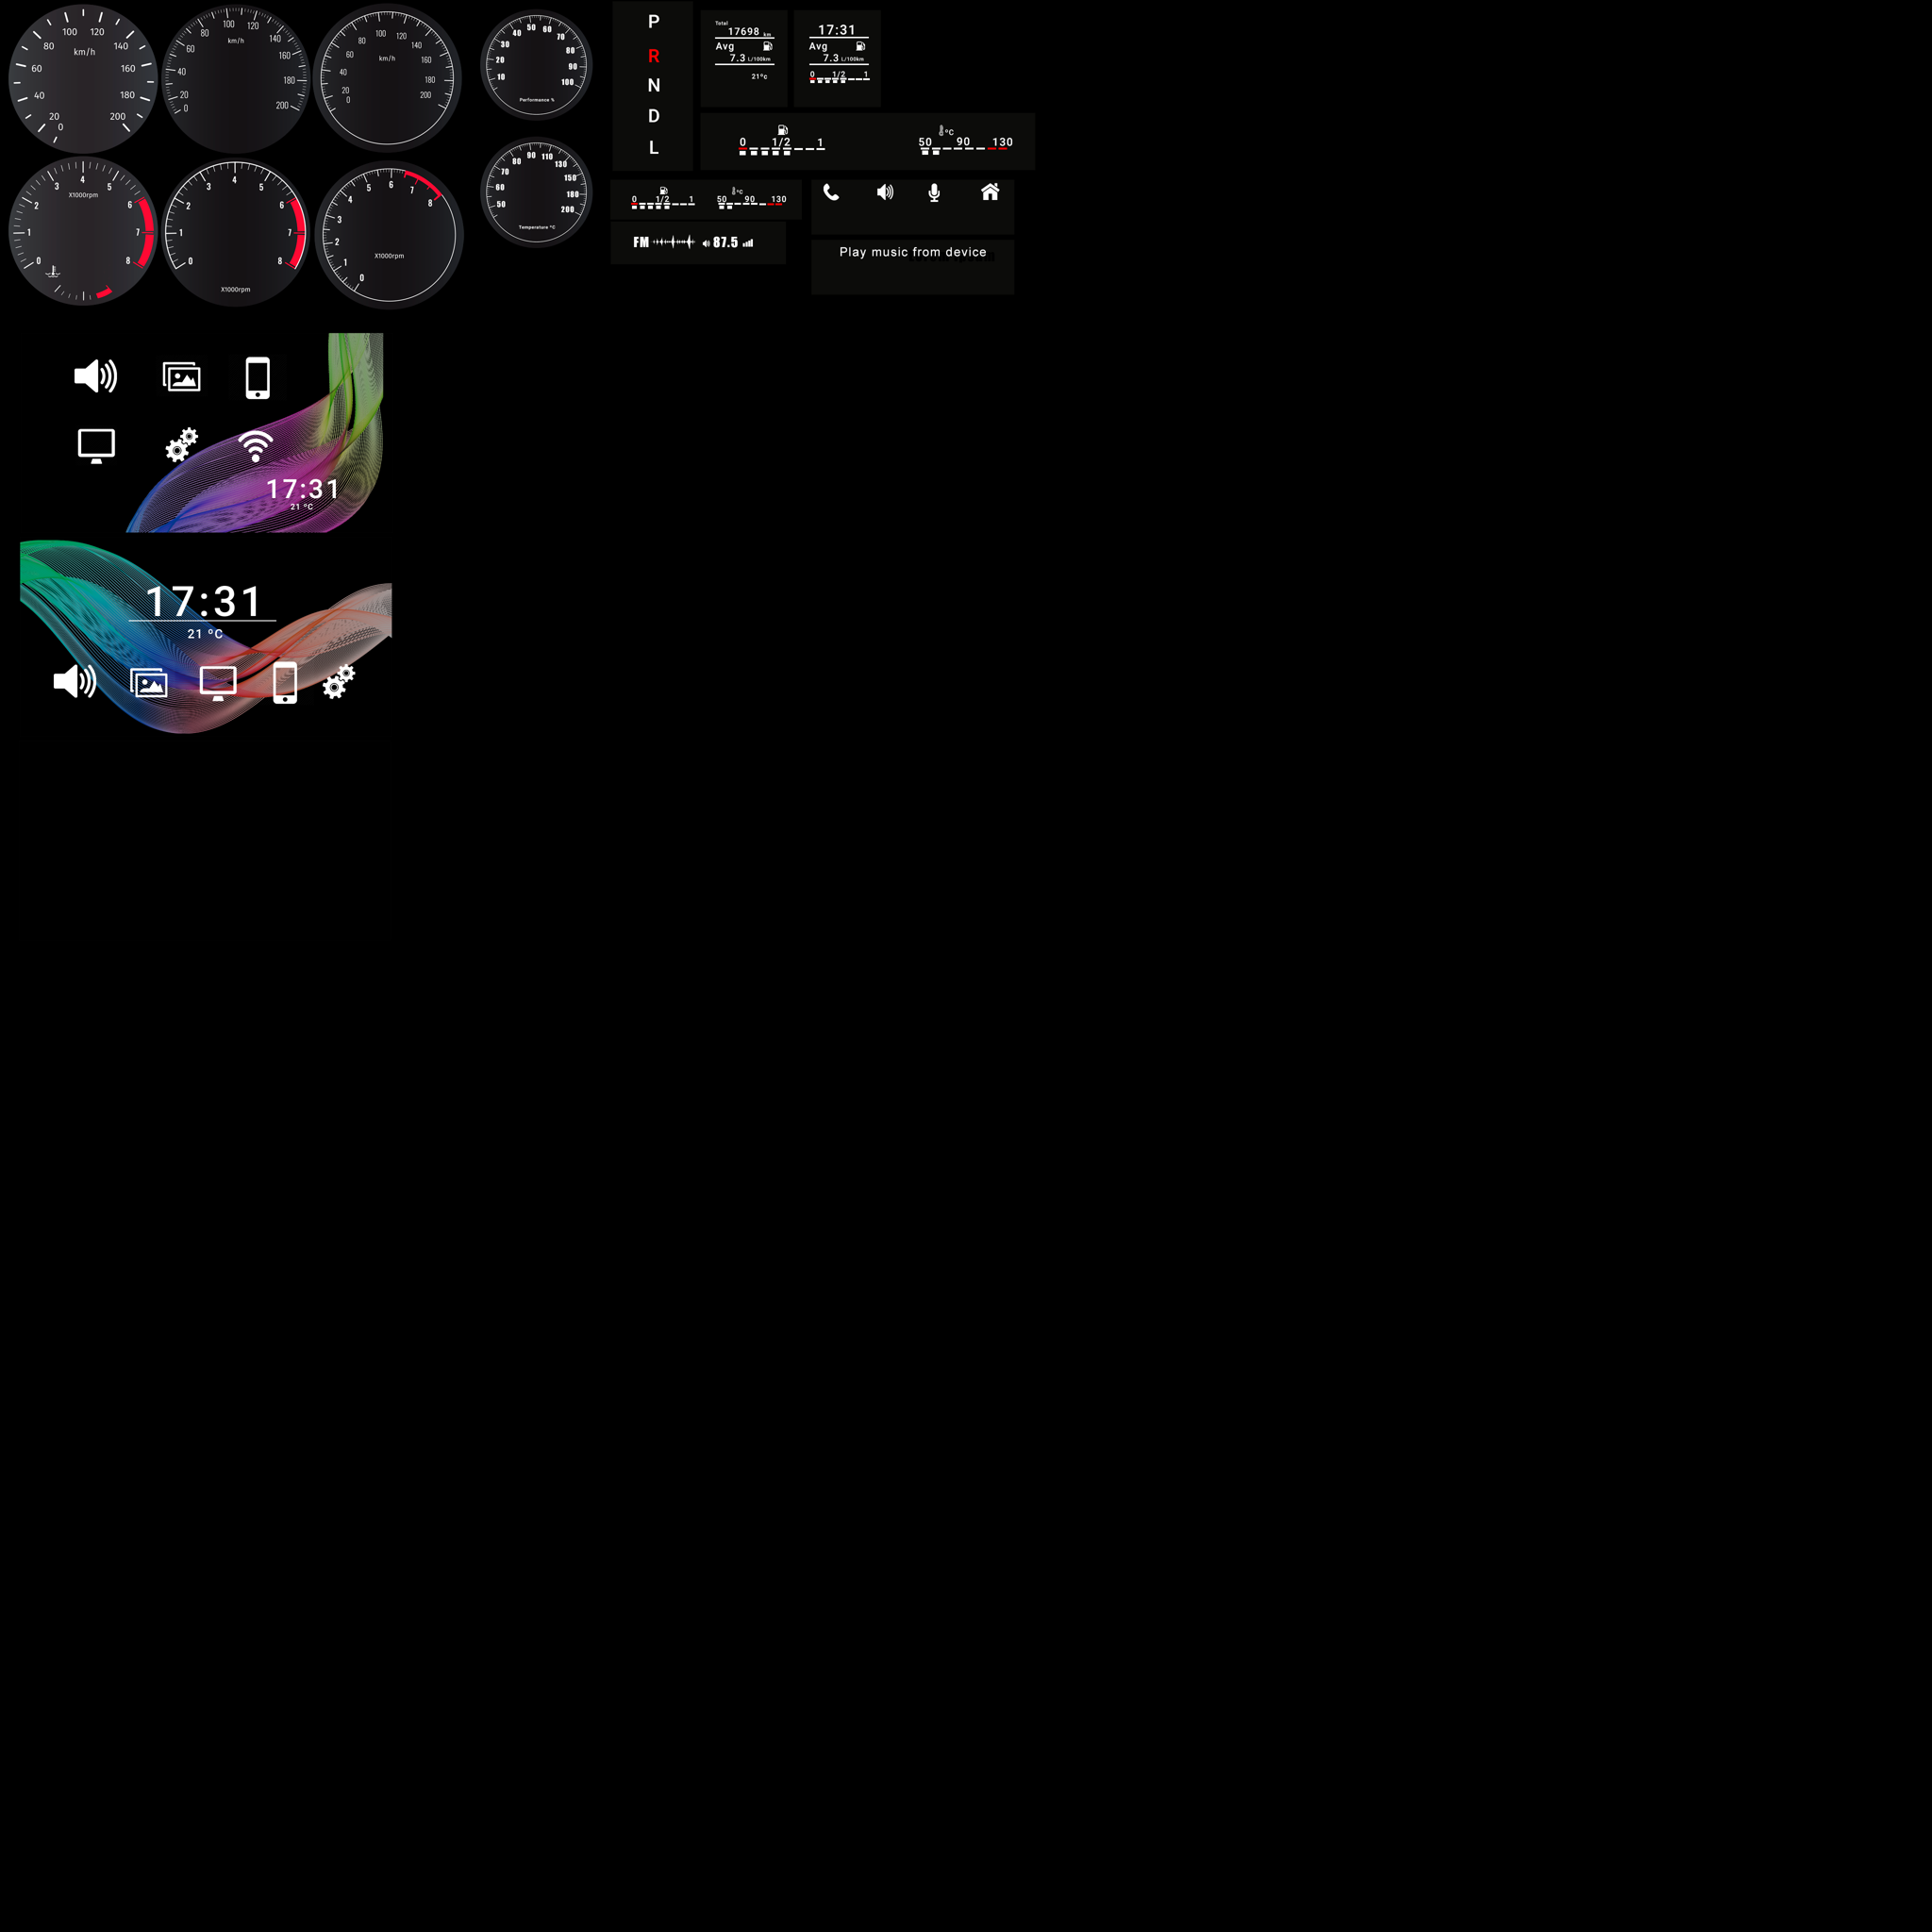 100 120
80 140
km/h
60 160
40 180
20 200
0
100 120
80 140
km/h
60 160
40 180
20 200
0
100 120
80 140
km/h
60 160
40 180
20 200
0
50 60
40 70
30 80
20 90
10 100
Performance %
P
R
N
D
L
Total
17698 km
Avg
7.3 L/100km
21°C
17:31
Avg
7.3 L/100km
0 1/2 1
°C
0 1/2 1
50 90 130
4
3 5
X1000rpm
2 6
1 7
0 8
4
3 5
2 6
1 7
0 8
X1000rpm
5 6 7
4 8
3
2
X1000rpm
1
0
90 110
80 130
70 150
60 180
50 200
Temperature °C
°C
0 1/2 1
50 90 130
FM 87.5
Play music from device
17:31
21 °C
17:31
21 °C